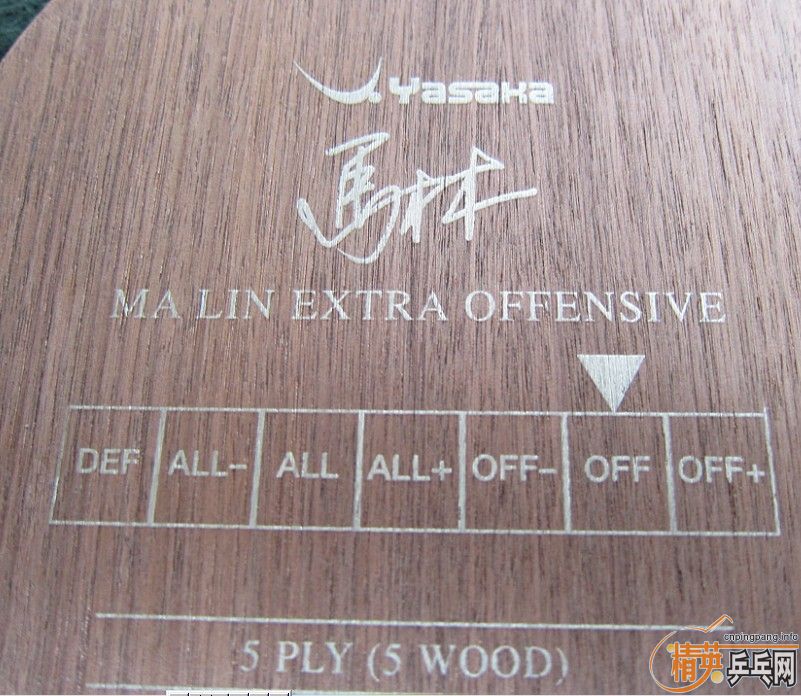 Yasaka
馬林
MA LIN EXTRA OFFENSIVE
DEF ALL- ALL ALL+ OFF- OFF OFF+
5 PLY (5 WOOD)
cnpingpang.info
精英乒乓网